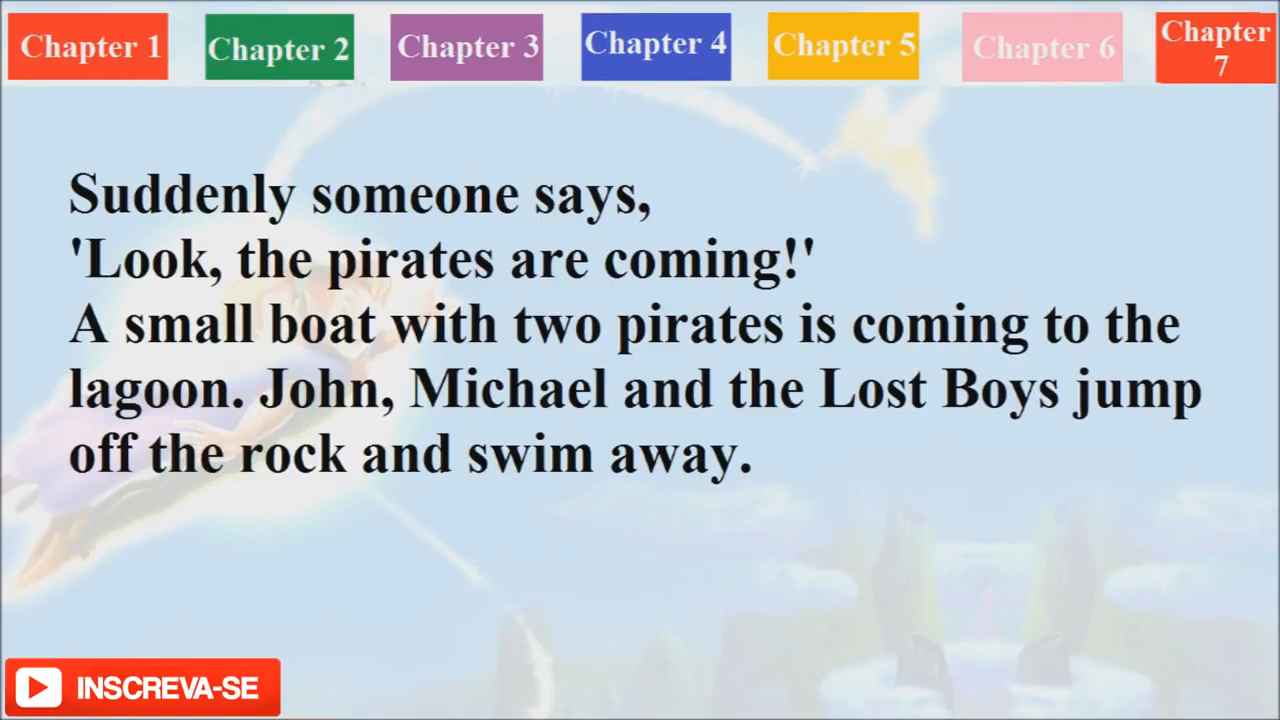 Chapter 1
Chapter 2
Chapter 3
Chapter 4
Chapter 5
Chapter 6
Chapter
7
Suddenly someone says,
'Look, the pirates are coming!'
A small boat with two pirates is coming to the
lagoon. John, Michael and the Lost Boys jump
off the rock and swim away.
INSCREVA-SE